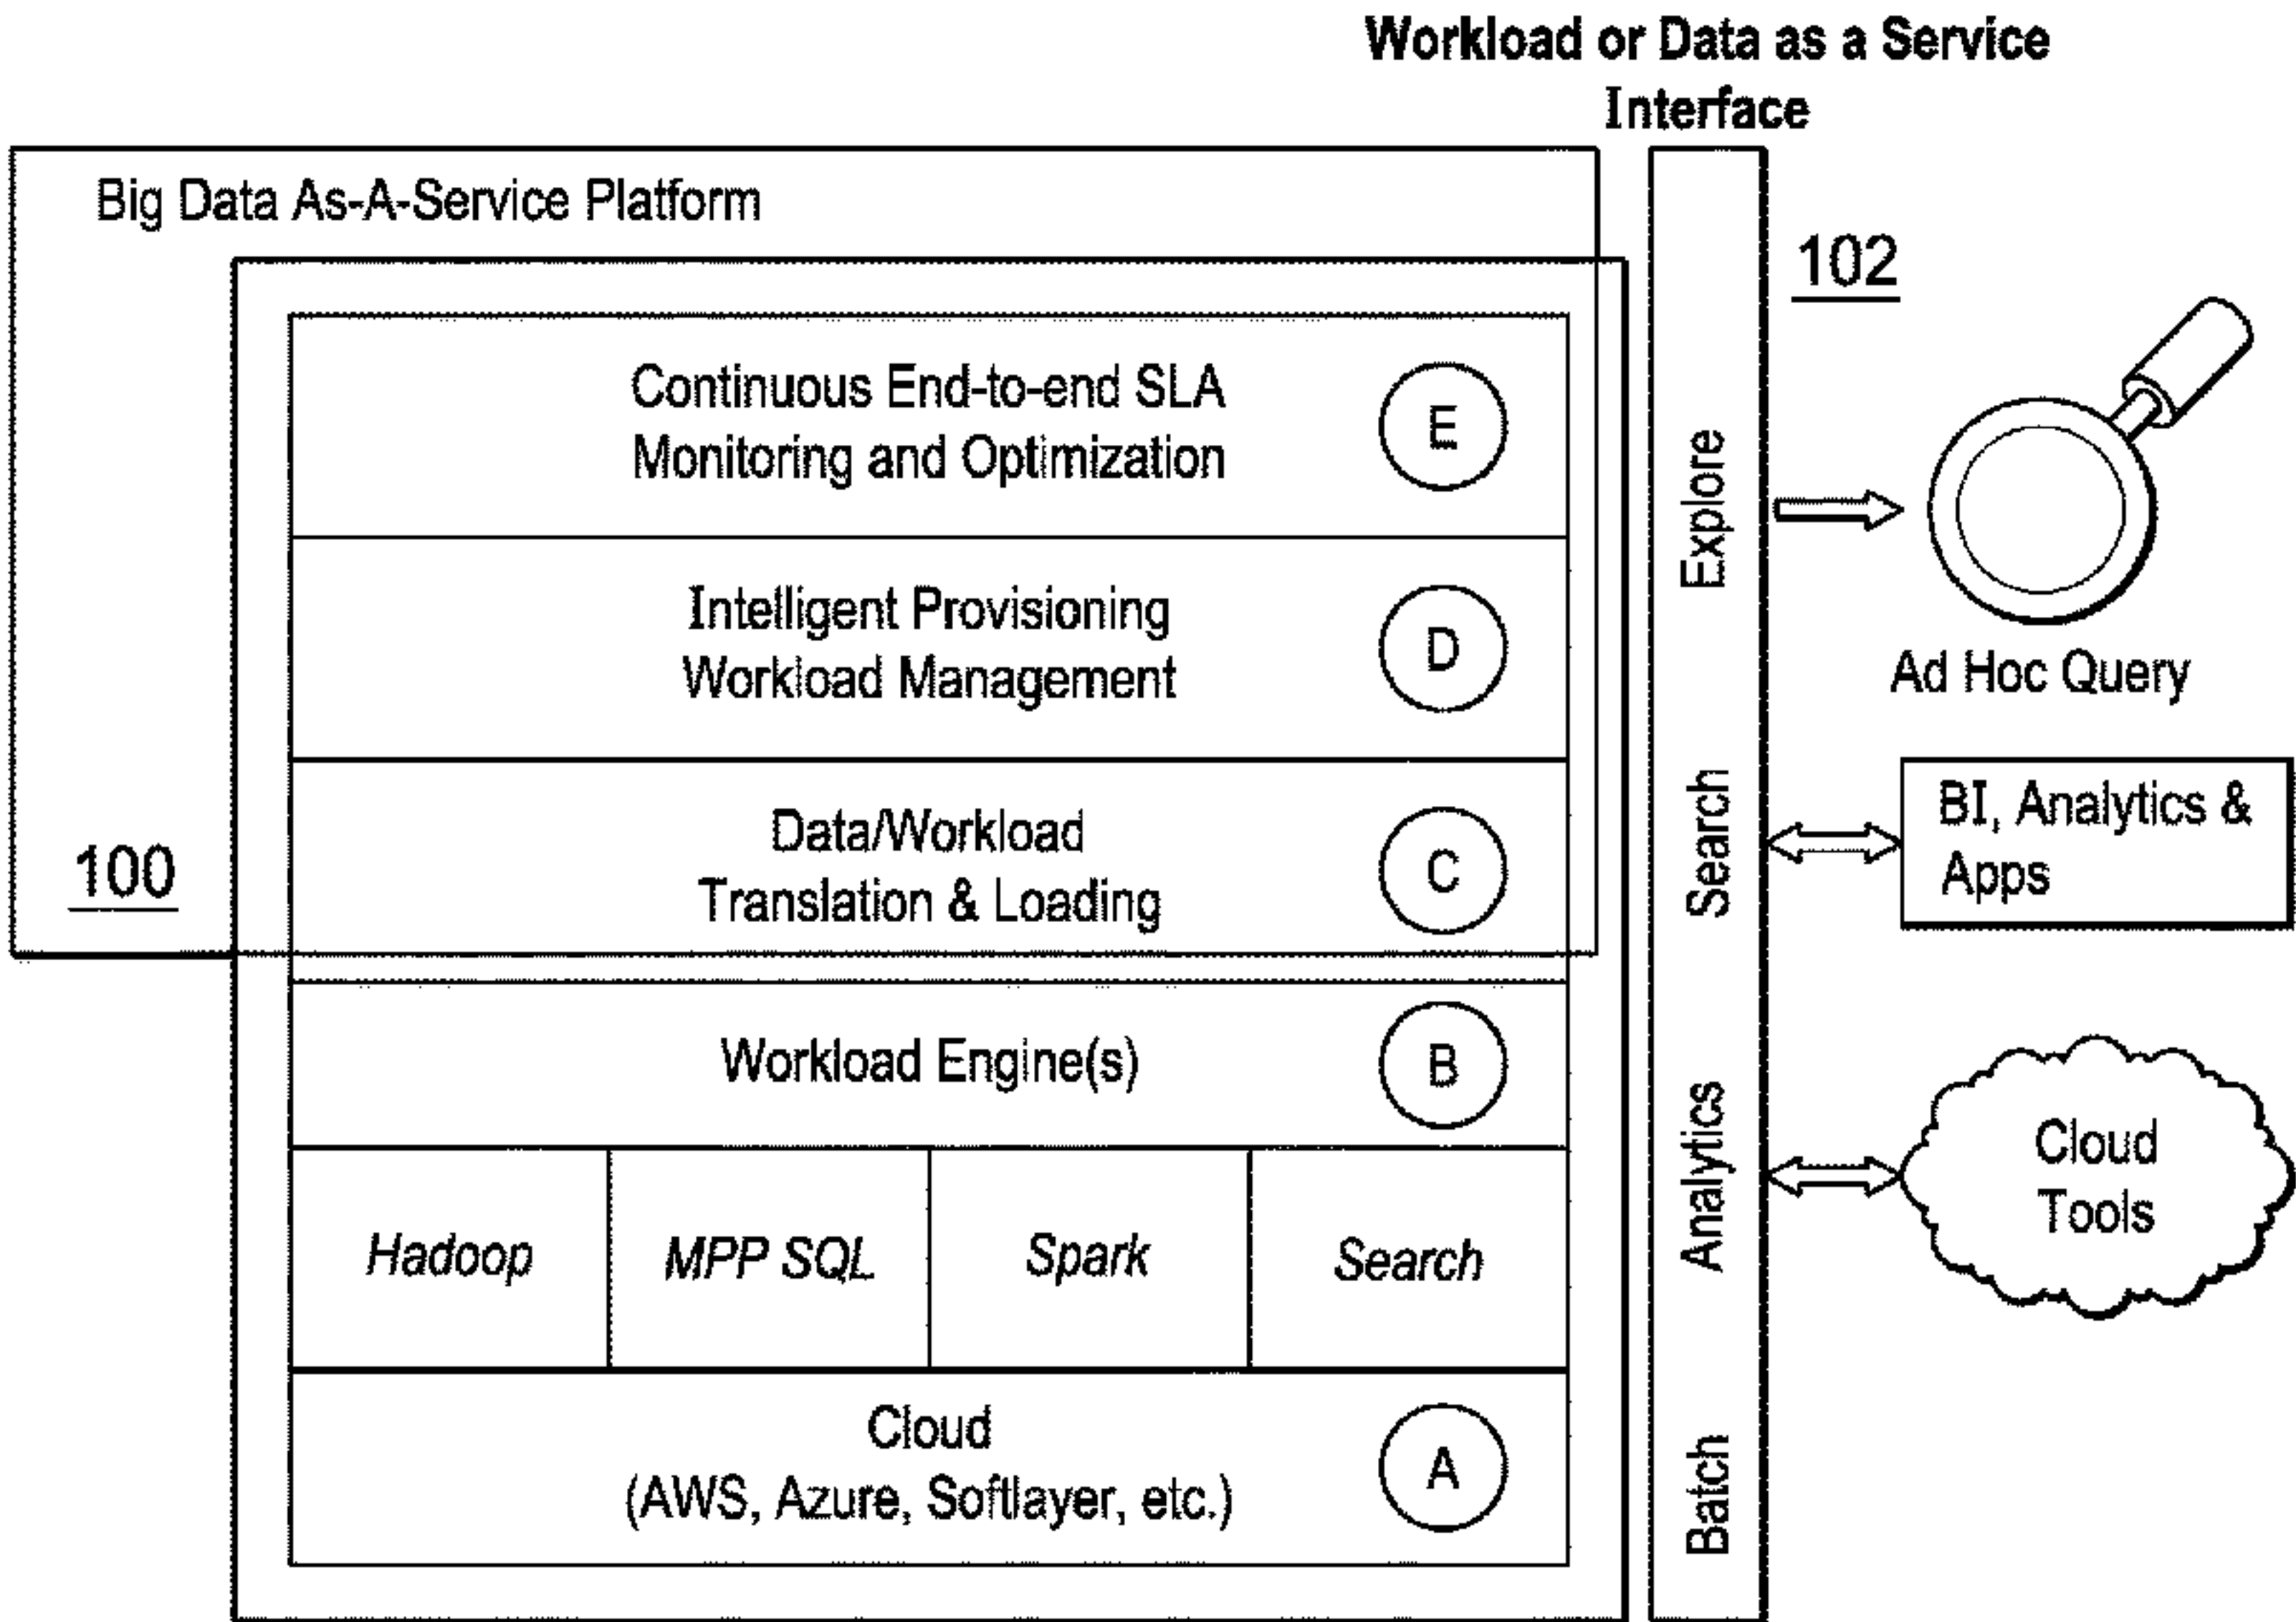 Workload or Data as a Service
Interface
Big Data As-A-Service Platform
102
Continuous End-to-end SLA
Monitoring and Optimization
E
Intelligent Provisioning
Workload Management
D
Data/Workload
Translation & Loading
C
100
Workload Engine(s)
B
Hadoop
MPP SQL
Spark
Search
Cloud
(AWS, Azure, Softlayer, etc.)
A
Explore
Search
Analytics
Batch
Ad Hoc Query
BI, Analytics &
Apps
Cloud
Tools